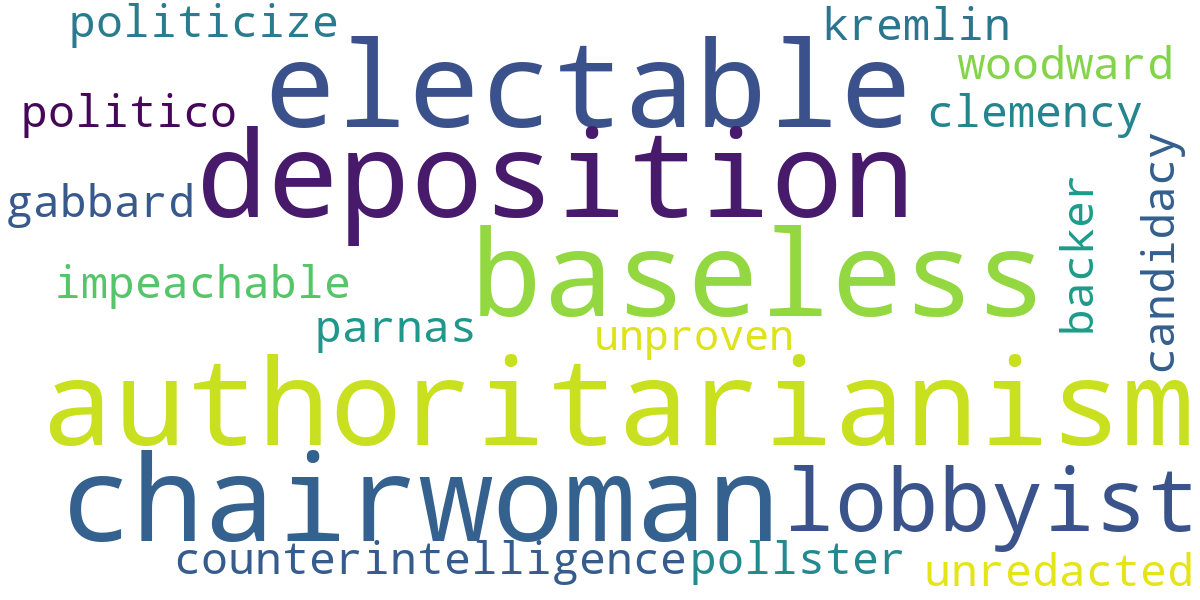 politicize
kremlin
electable
woodward
politico
clemency
deposition
candidacy
gabbard
backer
baseless
impeachable
parnas
unproven
authoritarianism
chairwoman
lobbyist
counterintelligence
pollster
unredacted